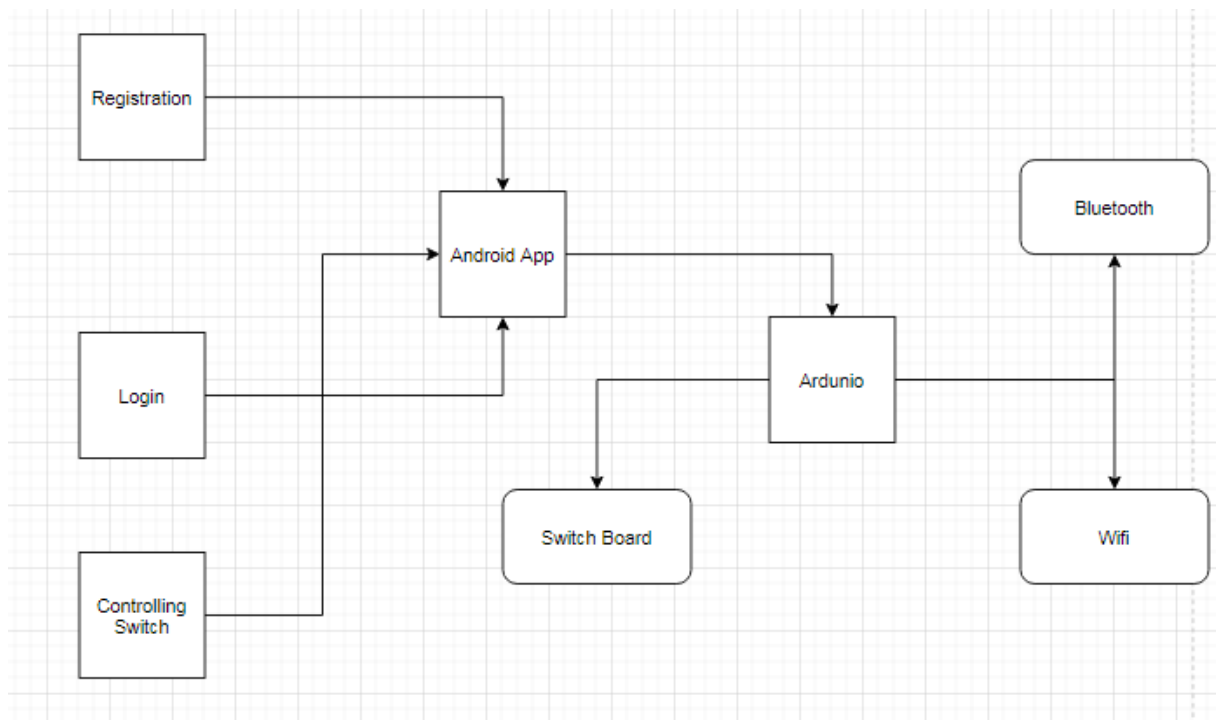 Registration
Android App
Bluetooth
Login
Ardunio
Switch Board
Wifi
Controlling
Switch